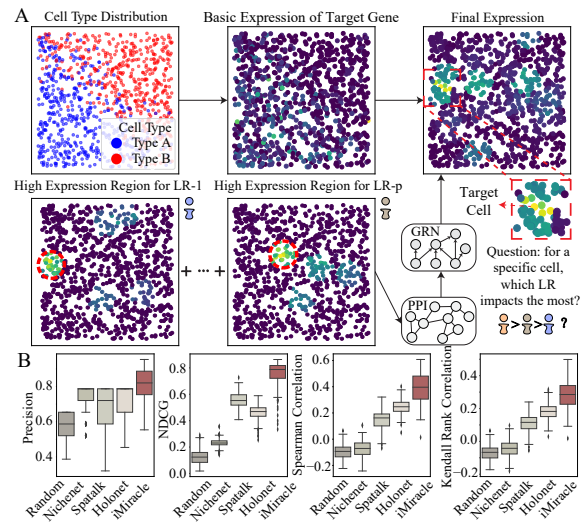 A
Cell Type Distribution
Basic Expression of Target Gene
Final Expression
Cell Type
Type A
Type B
High Expression Region for LR-1
High Expression Region for LR-p
+ ··· +
GRN
PPI
Target
Cell
Question: for a
specific cell,
which LR
impacts the most?
> > ?
B
Precision
0.8
0.6
0.4
Random
Nichenet
Spatalk
Holonet
iMiracle
NDCG
0.8
0.6
0.4
0.2
0.0
Random
Nichenet
Spatalk
Holonet
iMiracle
Spearman Correlation
0.6
0.4
0.2
0.0
−0.2
Random
Nichenet
Spatalk
Holonet
iMiracle
Kendall Rank Correlation
0.4
0.2
0.0
−0.2
Random
Nichenet
Spatalk
Holonet
iMiracle